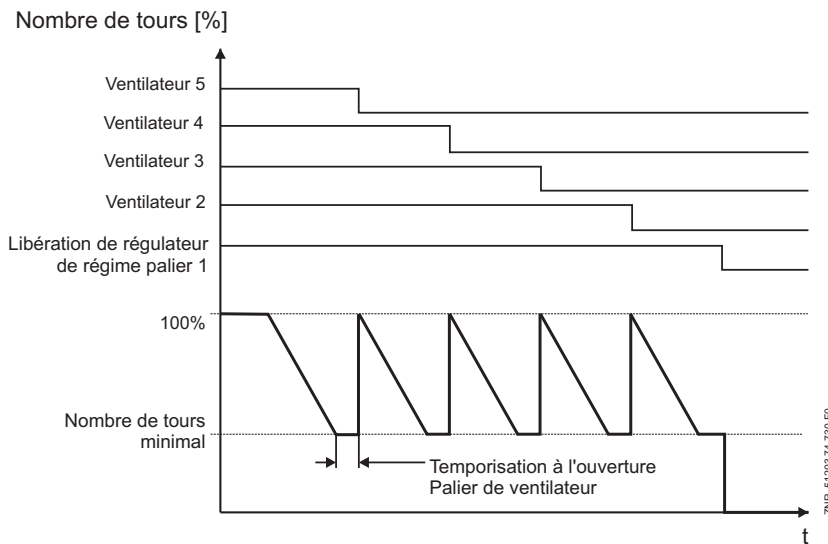 Nombre de tours [%]
Ventilateur 5
Ventilateur 4
Ventilateur 3
Ventilateur 2
Libération de régulateur
de régime palier 1
100%
Nombre de tours
minimal
Temporisation à l'ouverture
Palier de ventilateur
t